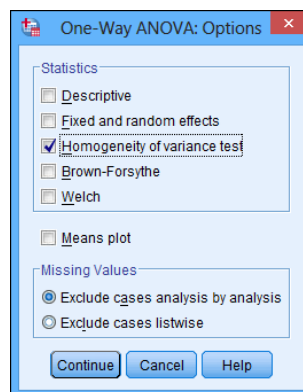 One-Way ANOVA: Options
Statistics
Descriptive
Fixed and random effects
Homogeneity of variance test
Brown-Forsythe
Welch
Means plot
Missing Values
Exclude cases analysis by analysis
Exclude cases listwise
Continue Cancel Help